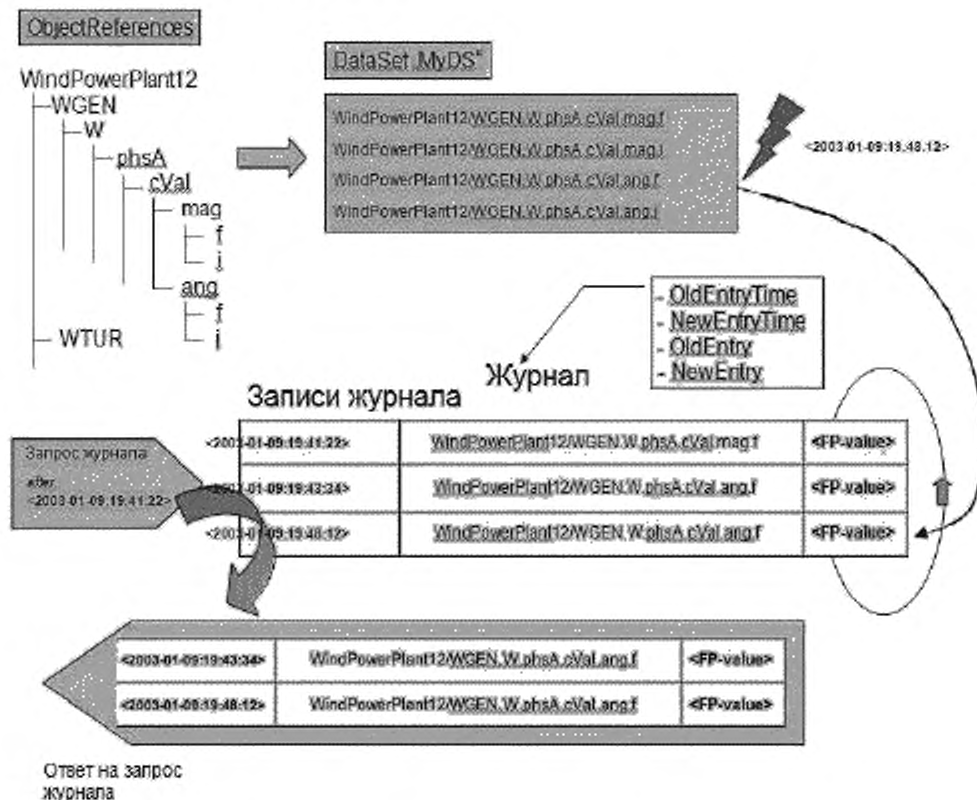 ObjectReferences
WindPowerPlant12
WGEN
W
phsA
cVal
mag
f
i
ang
f
i
WTUR
DataSet „MyDS“
WindPowerPlant12/WGEN.W.phsA.cVal.mag.f
WindPowerPlant12/WGEN.W.phsA.cVal.mag.i
WindPowerPlant12/WGEN.W.phsA.cVal.ang.f
WindPowerPlant12/WGEN.W.phsA.cVal.ang.i
<2003-01-09:19.48.12>
- OldEntryTime
- NewEntryTime
- OldEntry
- NewEntry
Журнал
Записи журнала
<2003-01-09:19:41:22> WindPowerPlant12/WGEN.W.phsA.cVal.mag.f <FP-value>
<2003-01-09:19:43:34> WindPowerPlant12/WGEN.W.phsA.cVal.ang.f <FP-value>
<2003-01-09:19:48:12> WindPowerPlant12/WGEN.W.phsA.cVal.ang.f <FP-value>
Запрос журнала
after
<2003-01-09.19.41.22>
<2003-01-09:19:43:34> WindPowerPlant12/WGEN.W.phsA.cVal.ang.f <FP-value>
<2003-01-09:19:48:12> WindPowerPlant12/WGEN.W.phsA.cVal.ang.f <FP-value>
Ответ на запрос
журнала